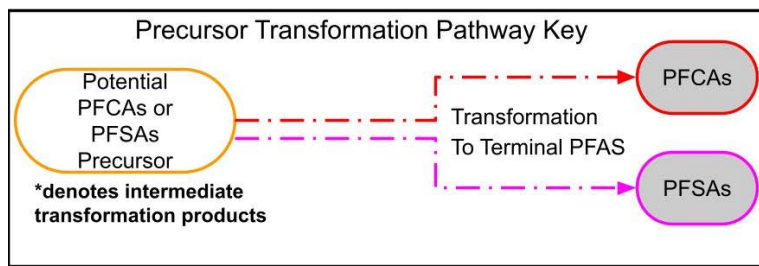 Precursor Transformation Pathway Key
Potential
PFCAs or
PFSAs
Precursor
*denotes intermediate
transformation products
Transformation
To Terminal PFAS
PFCAs
PFSAs